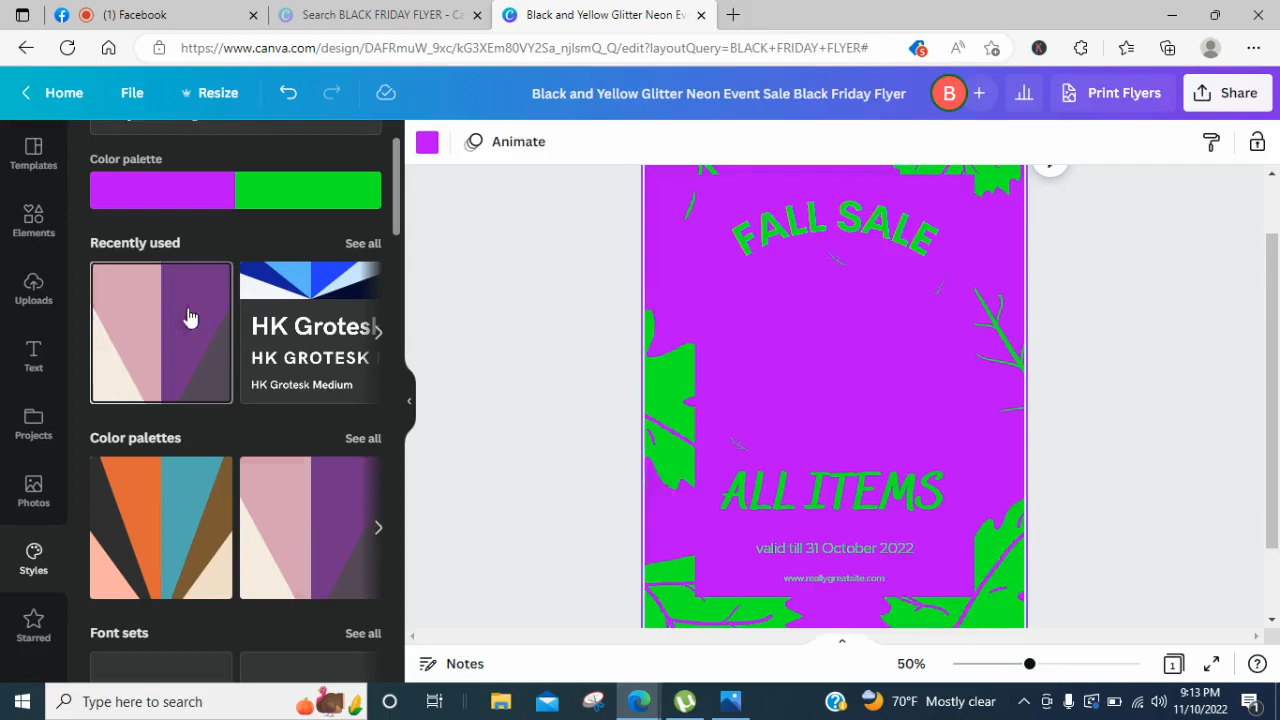 Facebook
Search BLACK FRIDAY FLYER - Ca
Black and Yellow Glitter Neon Eve
https://www.canva.com/design/DAFRmuW_9xc/kG3XEm80VY2Sa_njlsmQ_Q/edit?layoutQuery=BLACK+FRIDAY+FLYER#
5
K
Home
File
Resize
Black and Yellow Glitter Neon Event Sale Black Friday Flyer
B
Print Flyers
Share
Animate
Templates
Elements
Uploads
Text
Projects
Photos
Styles
Starred
Color palette
Recently used
See all
HK Grotesk
HK GROTESK
HK Grotesk Medium
Color palettes
See all
Font sets
See all
FALL SALE
ALL ITEMS
valid till 31 October 2022
www.reallygreatsite.com
Notes
50%
1
Type here to search
70°F Mostly clear
9:13 PM
11/10/2022
1